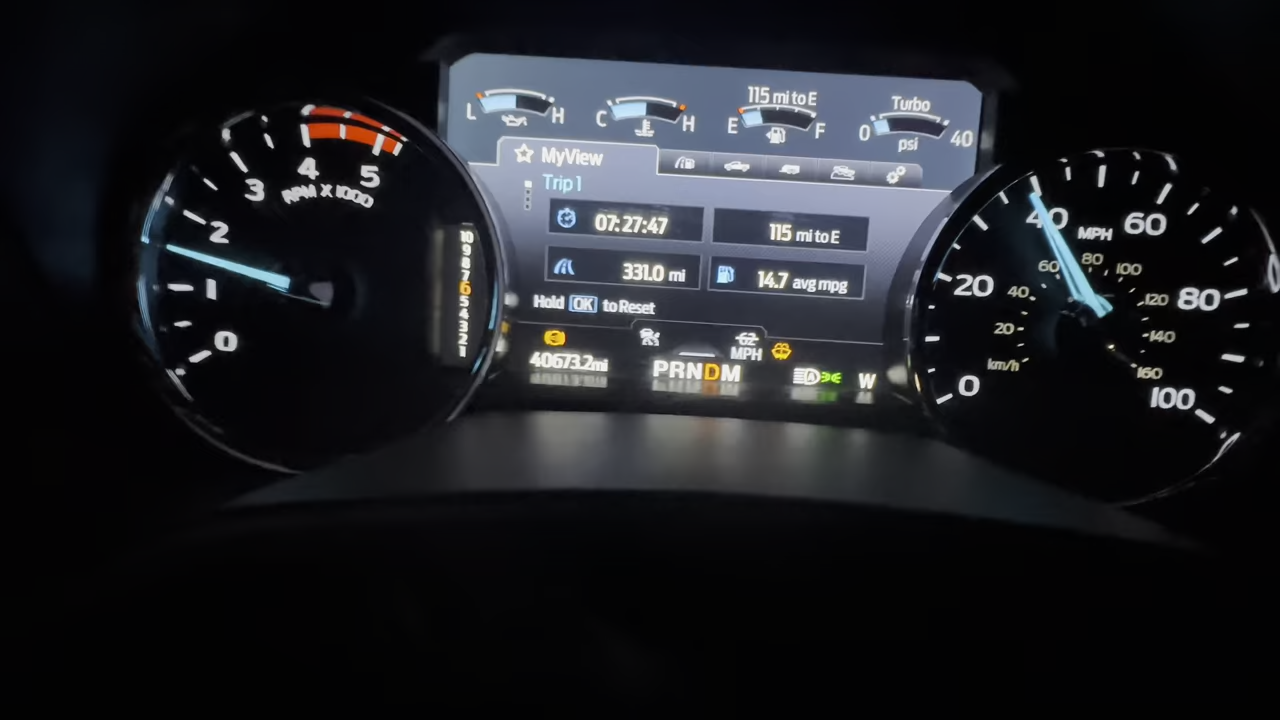 115 mi to E
Turbo
L H
C H
E F
0 40
psi
MyView
Trip 1
07:27:47
115 mi to E
331.0 mi
14.7 avg mpg
Hold OK to Reset
MPH
40673.2mi
PRNDM
W
0 1 2 3 4 5
RPM X 1000
10
9
8
7
6
5
4
3
2
1
0 20 40 60 80 100
MPH
20 40 60 80 100 120 140 160
km/h